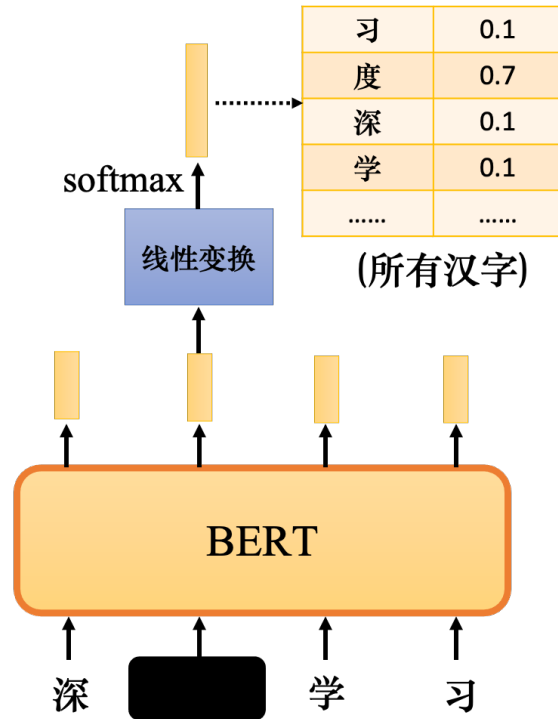 习 0.1
度 0.7
深 0.1
学 0.1
...... ......
(所有汉字)
softmax
线性变换
BERT
深 学 习